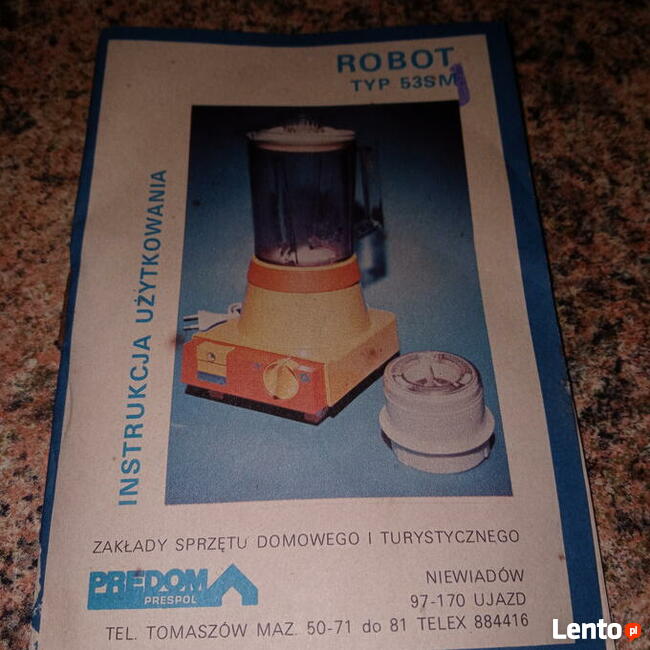 ROBOT
TYP 53SM
INSTRUKCJA UŻYTKOWANIA
ZAKŁADY SPRZĘTU DOMOWEGO I TURYSTYCZNEGO
PREDOM
PRESPOL
NIEWIADÓW
97-170 UJAZD
TEL. TOMASZÓW MAZ. 50-71 do 81 TELEX 884416
Lento.pl